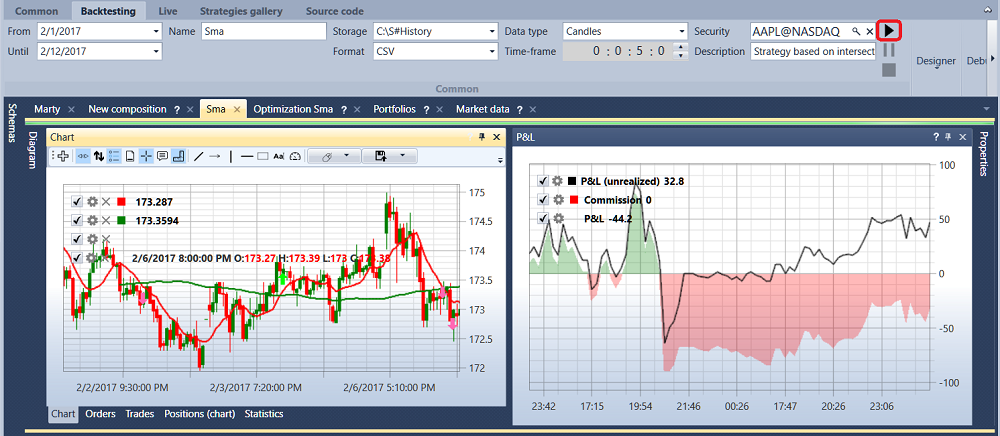 Common Backtesting Live Strategies gallery Source code
From 2/1/2017 Name Sma Storage C:\S#History Data type Candles Security AAPL@NASDAQ
Until 2/12/2017 Format CSV Time-frame 0 : 0 : 5 : 0 Description Strategy based on intersect
Designer Debu
Common
Schemas
Marty New composition ? Sma Optimization Sma ? Portfolios ? Market data ?
Diagram
Chart
P&L ?
Properties
Aa
173.287
173.3594
2/6/2017 8:00:00 PM O:173.27 H:173.39 L:173 C:173.38
175
174.5
174
173.5
173
172.5
172
2/2/2017 9:30:00 PM 2/3/2017 7:20:00 PM 2/6/2017 5:10:00 PM
P&L (unrealized) 32.8
Commission 0
P&L -44.2
100
50
0
-50
-100
23:42 17:15 19:54 21:46 00:26 17:47 20:26 23:06
Chart Orders Trades Positions (chart) Statistics